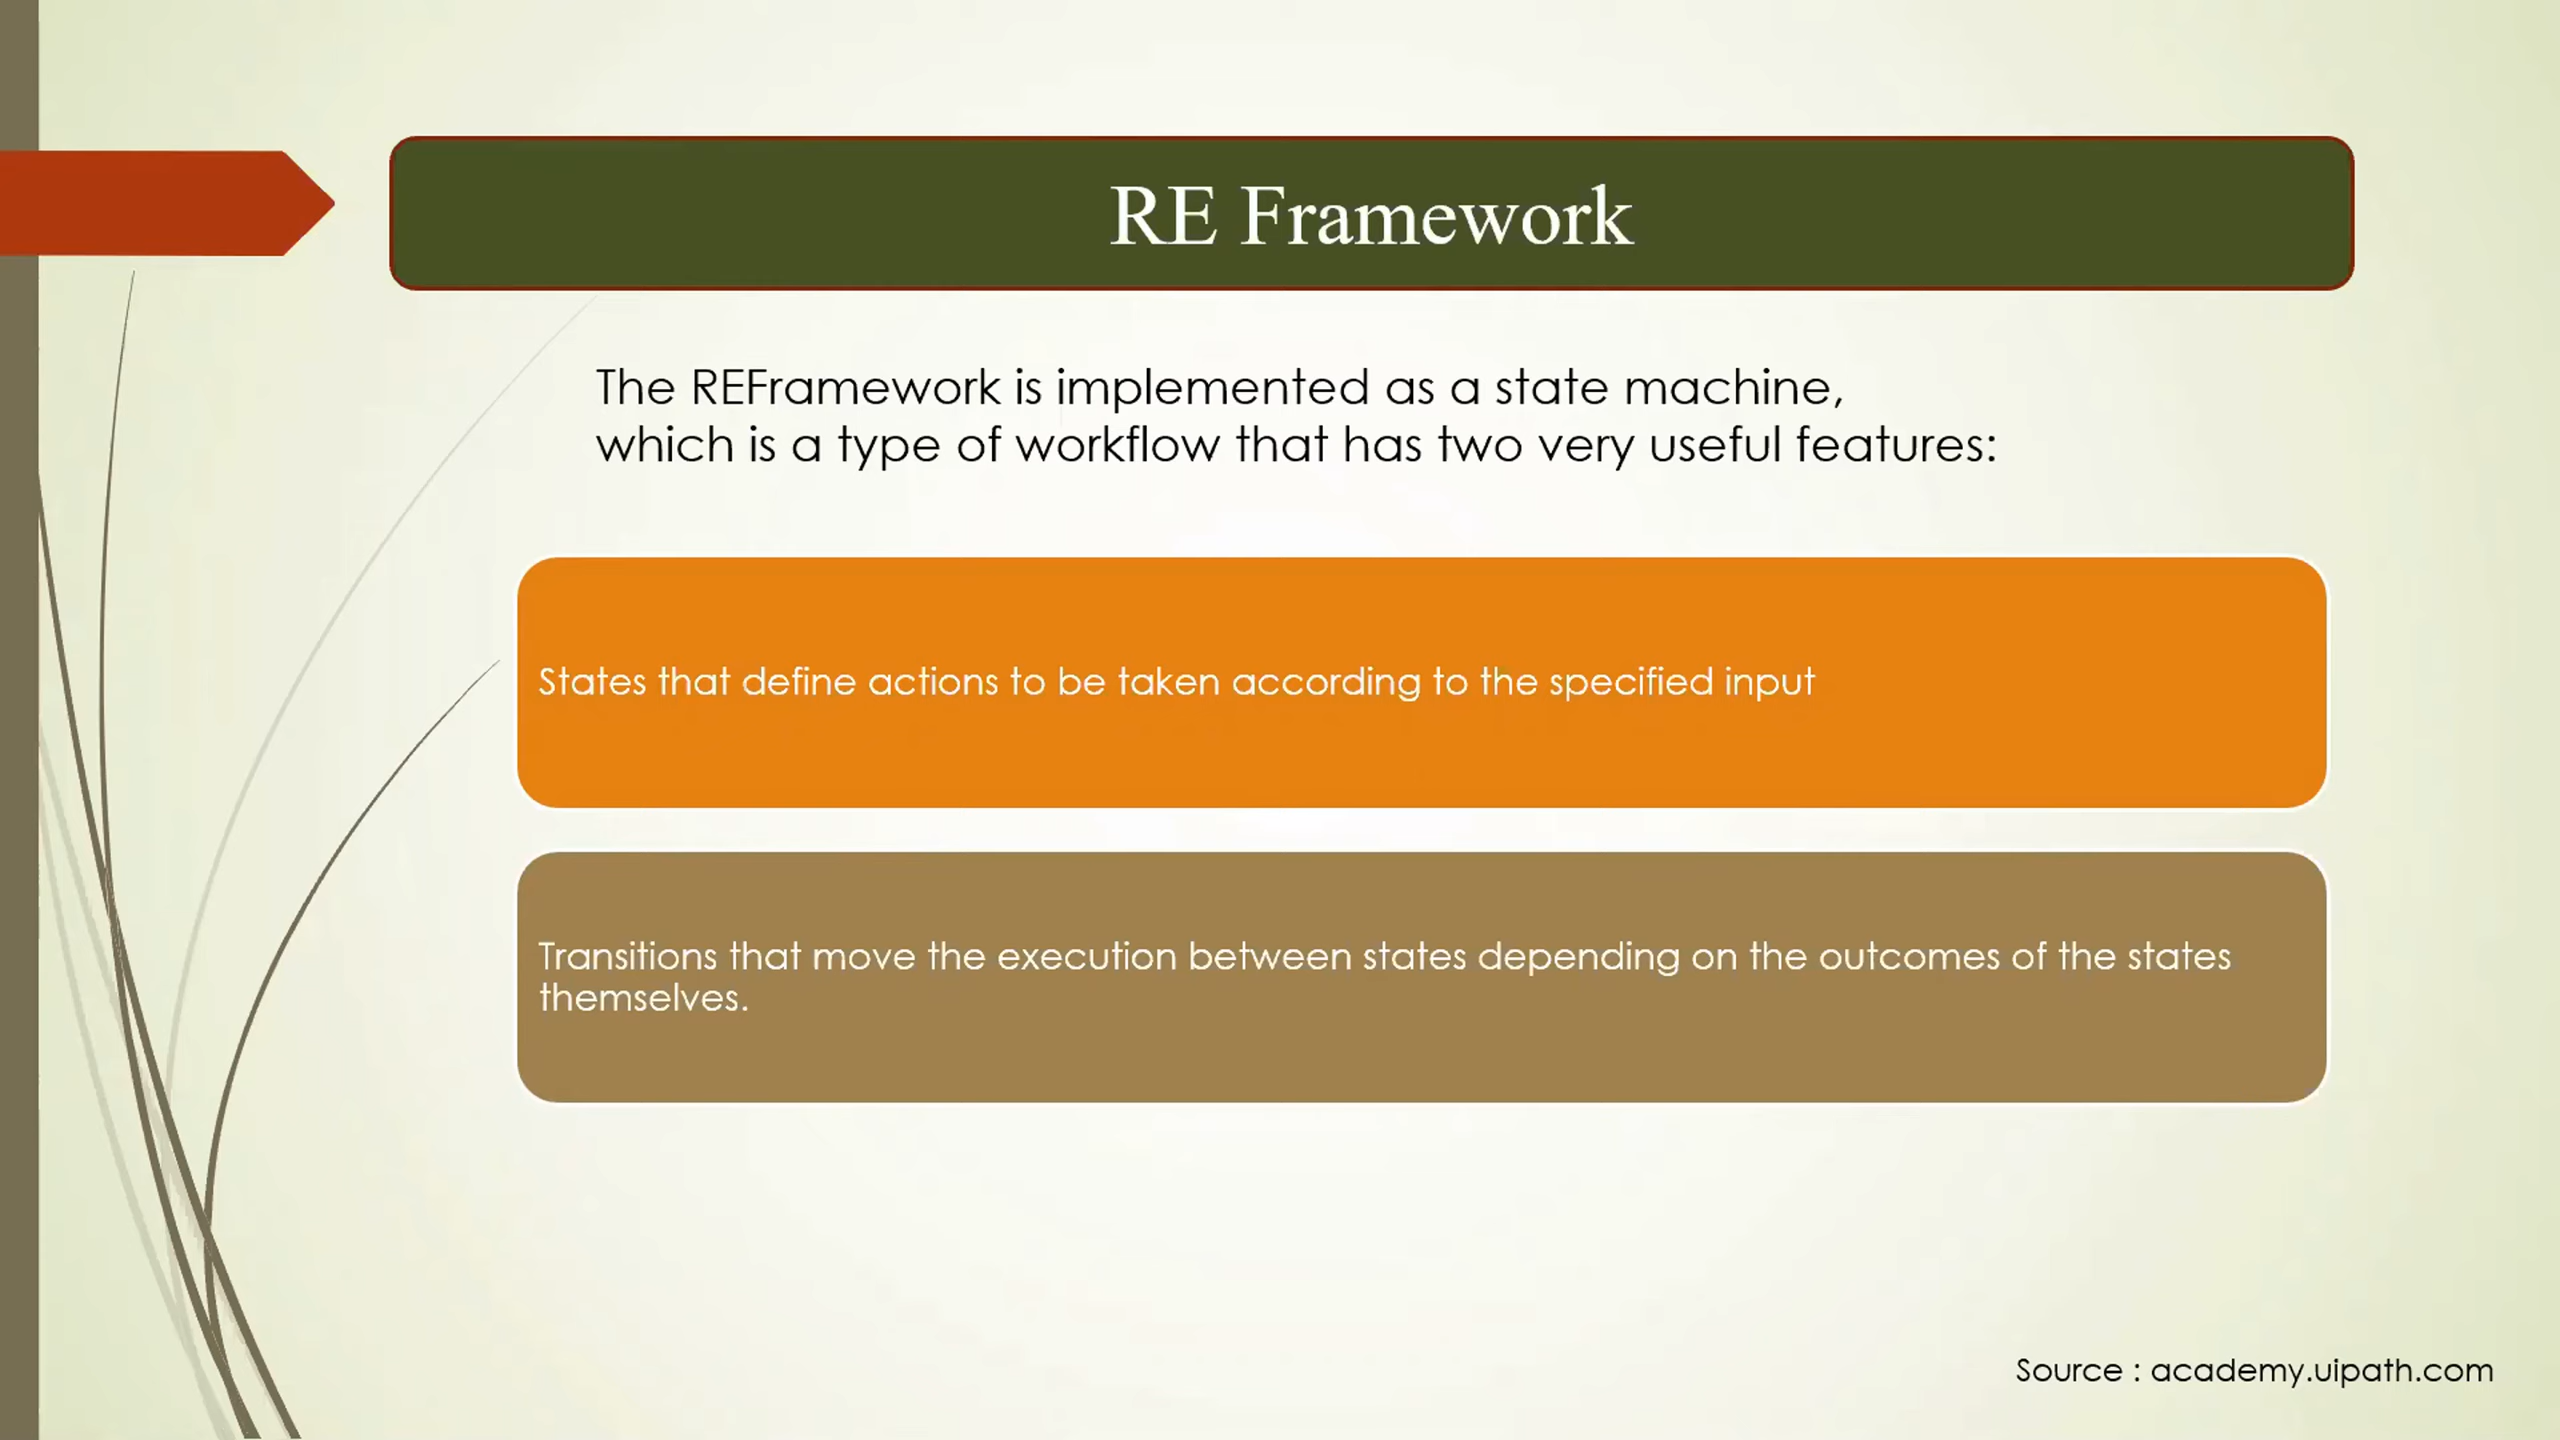 RE Framework
The REFramework is implemented as a state machine,
which is a type of workflow that has two very useful features:
States that define actions to be taken according to the specified input
Transitions that move the execution between states depending on the outcomes of the states
themselves.
Source : academy.uipath.com